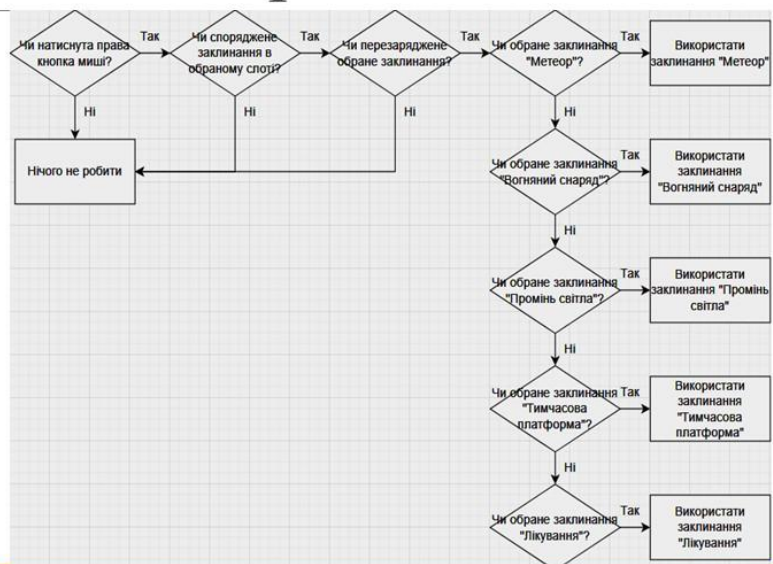 Чи натиснута права
кнопка миші?
Так
Чи споряджене
заклинання в
обраному слоті?
Так
Чи перезаряджене
обране заклинання?
Так
Чи обране заклинання
"Метеор"?
Так
Використати
заклинання "Метеор"
Ні
Ні
Ні
Ні
Нічого не робити
Чи обране заклинання
"Вогняний снаряд"?
Так
Використати
заклинання
"Вогняний снаряд"
Ні
Чи обране заклинання
"Промінь світла"?
Так
Використати
заклинання "Промінь
світла"
Ні
Чи обране заклинання
"Тимчасова
платформа"?
Так
Використати
заклинання
"Тимчасова
платформа"
Ні
Чи обране заклинання
"Лікування"?
Так
Використати
заклинання
"Лікування"